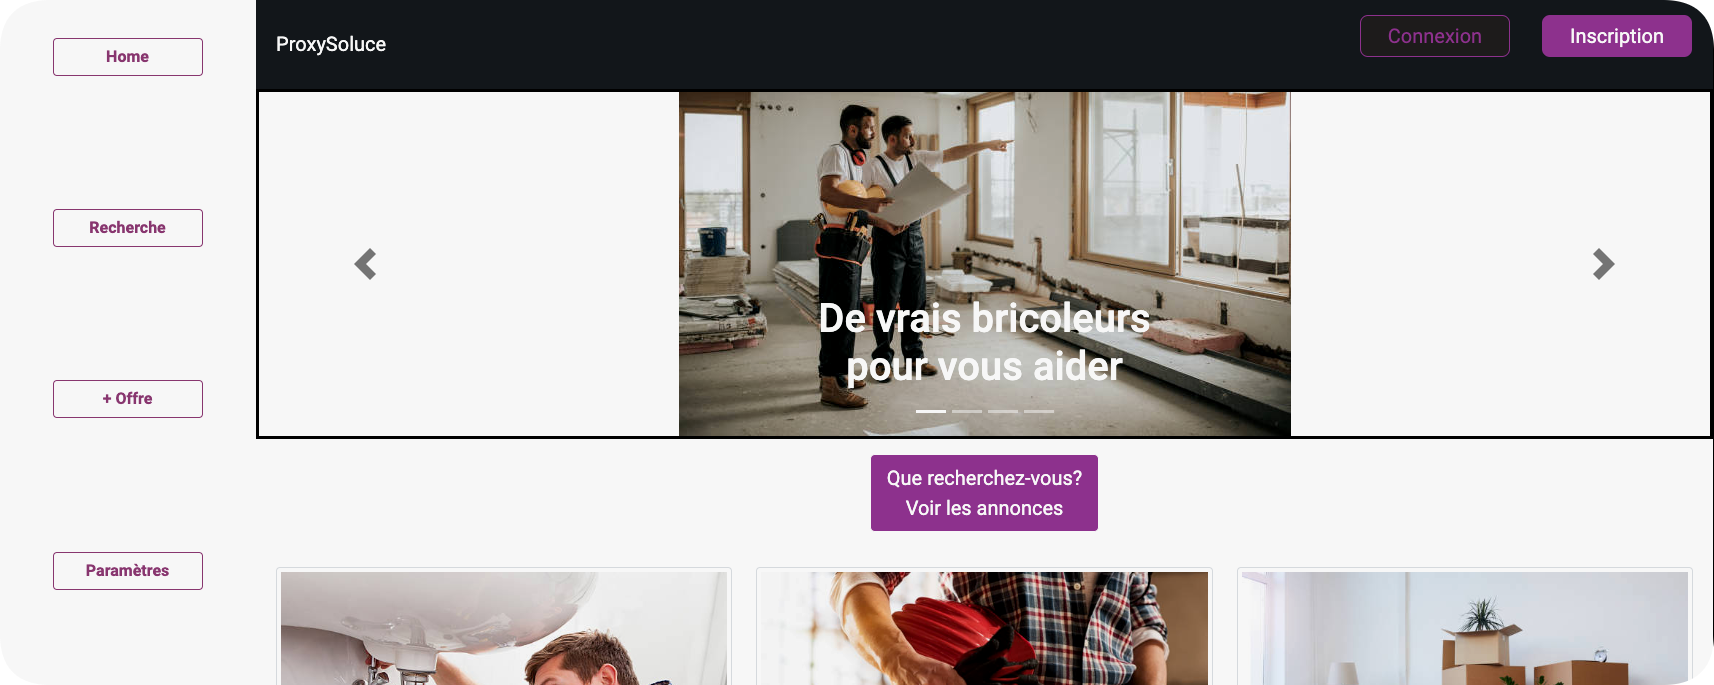 Home
Recherche
+ Offre
Paramètres
ProxySoluce
Connexion
Inscription
De vrais bricoleurs
pour vous aider
Que recherchez-vous?
Voir les annonces